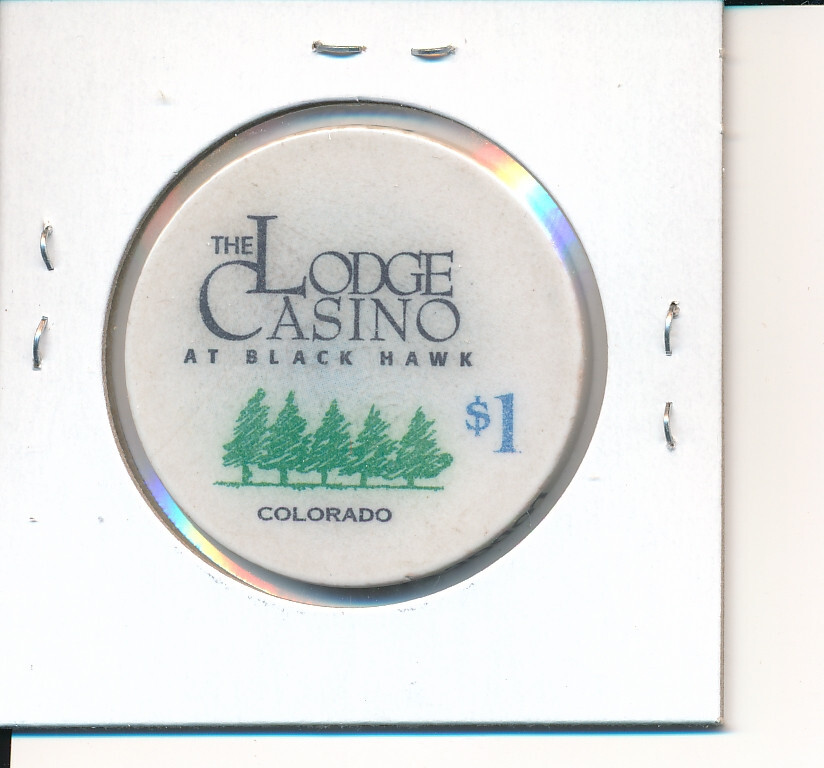 THE LODGE
CASINO
AT BLACK HAWK
$1
COLORADO